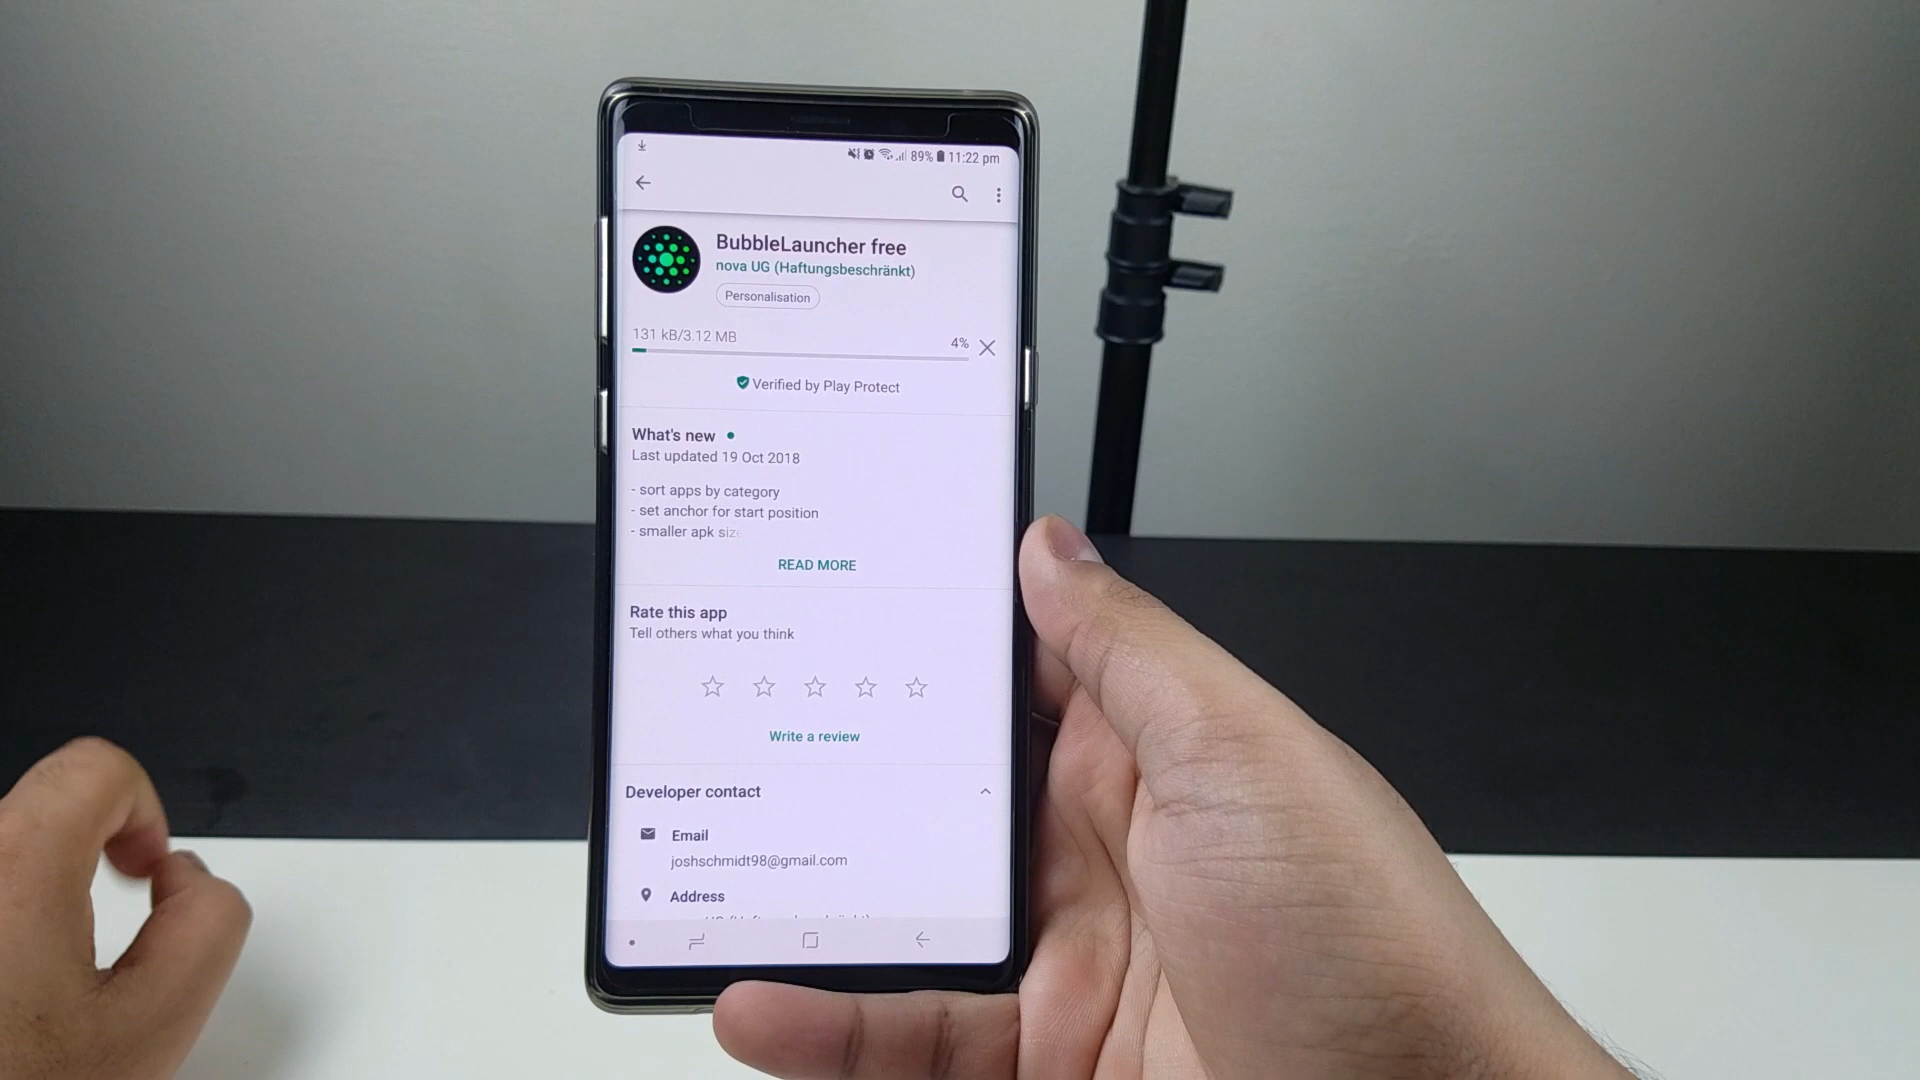 89% 11:22 pm
BubbleLauncher free
nova UG (Haftungsbeschränkt)
Personalisation
131 kB/3.12 MB
4%
Verified by Play Protect
What's new
Last updated 19 Oct 2018
- sort apps by category
- set anchor for start position
- smaller apk size
READ MORE
Rate this app
Tell others what you think
Write a review
Developer contact
Email
joshschmidt98@gmail.com
Address